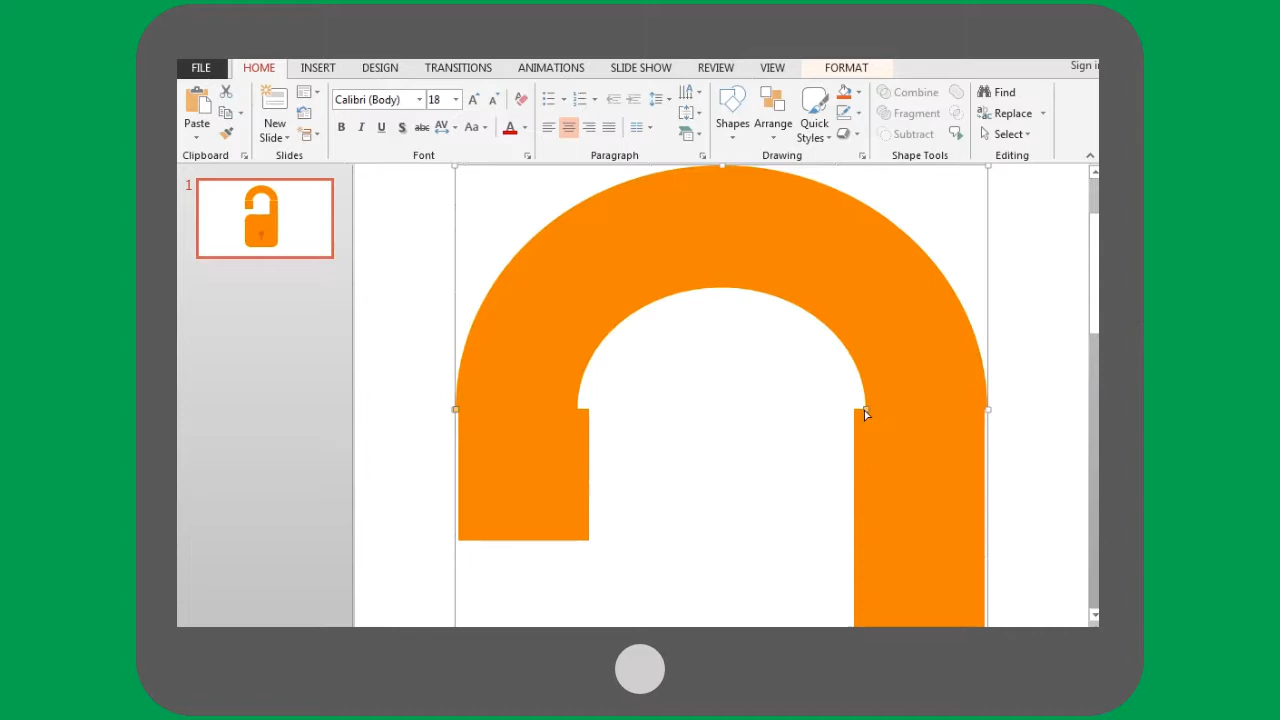 FILE HOME INSERT DESIGN TRANSITIONS ANIMATIONS SLIDE SHOW REVIEW VIEW FORMAT Sign
Paste
New
Slide
Calibri (Body) 18
B I U S abc AV Aa A
Shapes Arrange Quick
Styles
Combine
Fragment
Subtract
Find
Replace
Select
Clipboard Slides Font Paragraph Drawing Shape Tools Editing
1